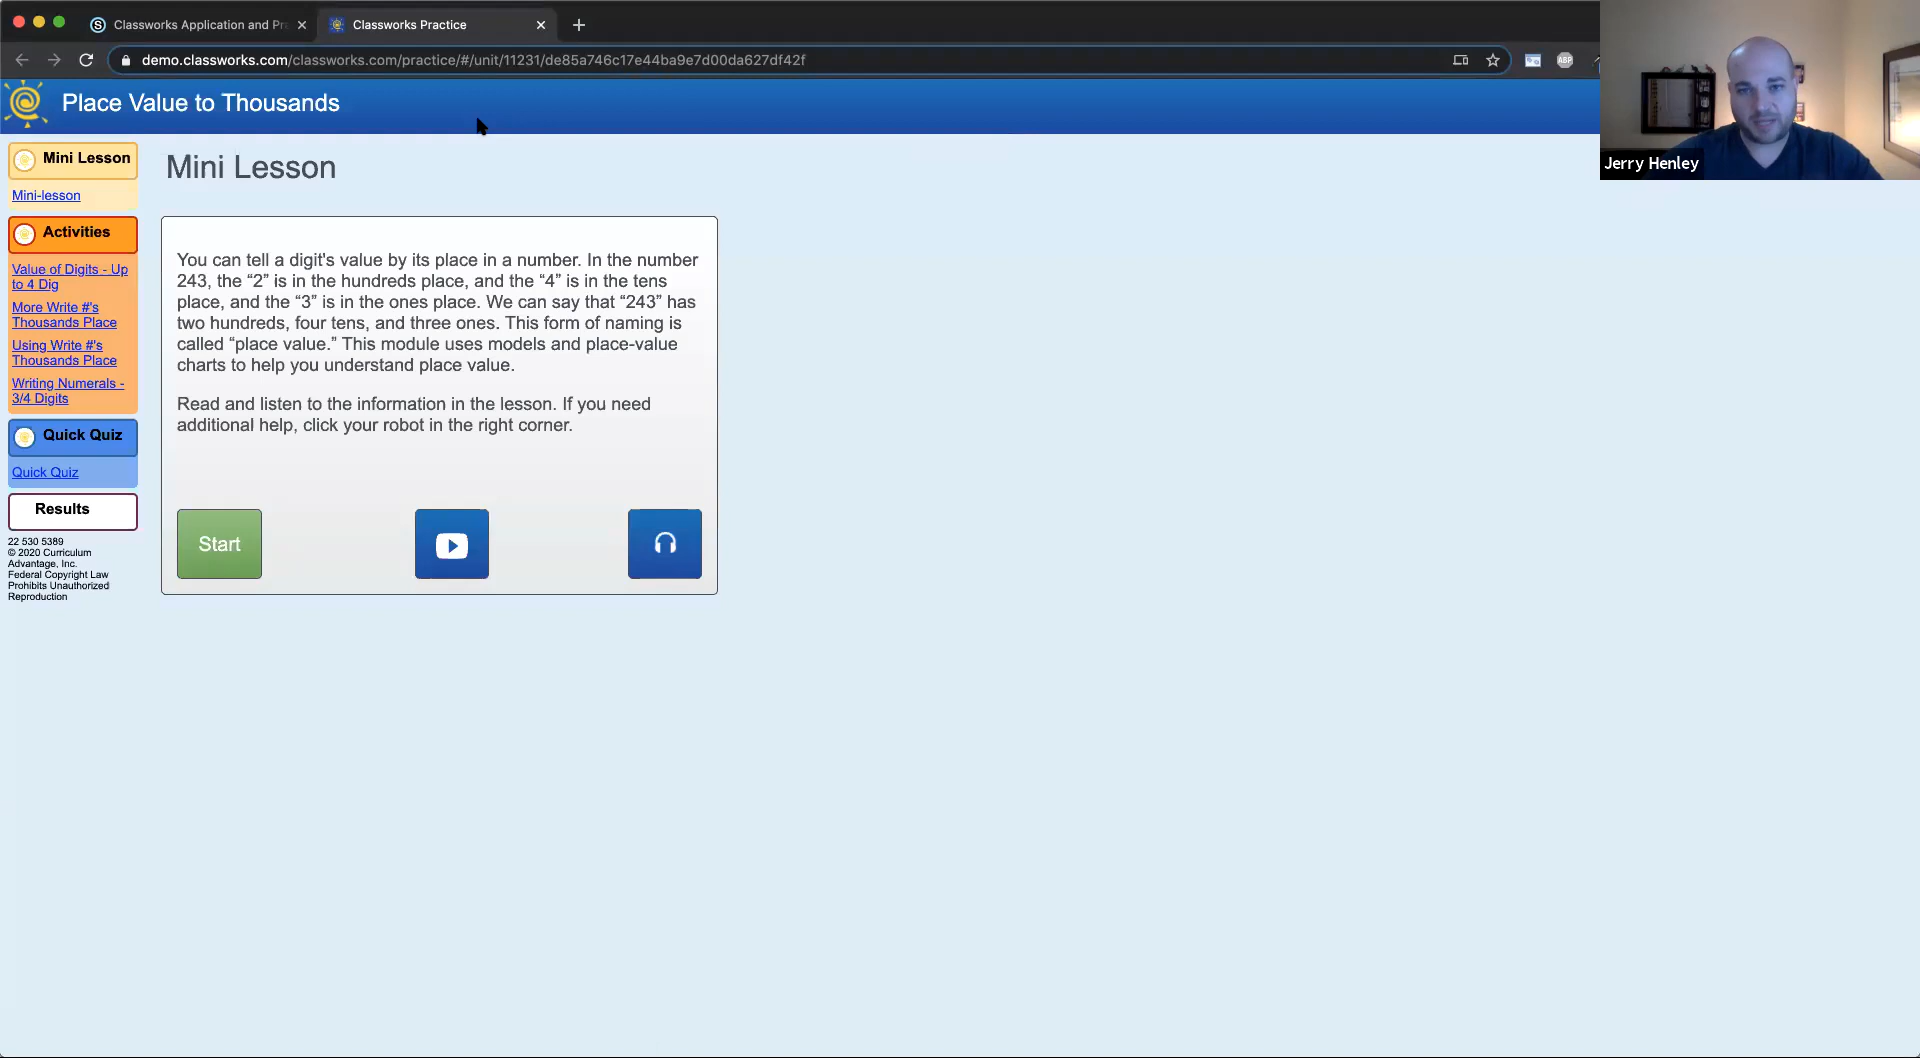 Classworks Application and Pr
Classworks Practice
demo.classworks.com/classworks.com/practice/#/unit/11231/de85a746c17e44ba9e7d00da627df42f
ABP
Jerry Henley
Place Value to Thousands
Mini Lesson
Mini-lesson
Activities
Value of Digits - Up
to 4 Dig
More Write #'s
Thousands Place
Using Write #'s
Thousands Place
Writing Numerals -
3/4 Digits
Quick Quiz
Quick Quiz
Results
22 530 5389
© 2020 Curriculum
Advantage, Inc.
Federal Copyright Law
Prohibits Unauthorized
Reproduction
Mini Lesson
You can tell a digit's value by its place in a number. In the number
243, the “2” is in the hundreds place, and the “4” is in the tens
place, and the “3” is in the ones place. We can say that “243” has
two hundreds, four tens, and three ones. This form of naming is
called “place value.” This module uses models and place-value
charts to help you understand place value.
Read and listen to the information in the lesson. If you need
additional help, click your robot in the right corner.
Start